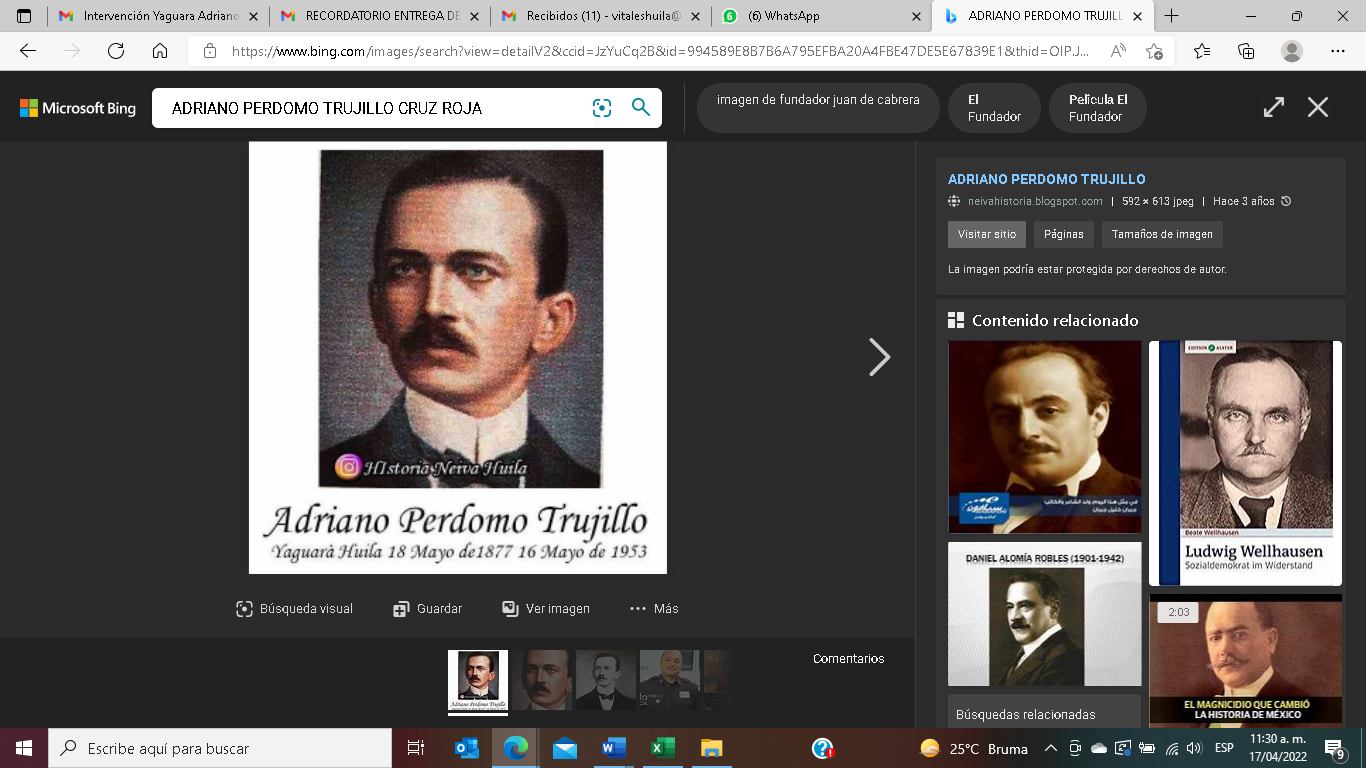 Intervención Yaguara Adriano
RECORDATORIO ENTREGA DE
Recibidos (11) - vitaleshuila@
(6) WhatsApp
ADRIANO PERDOMO TRUJILL
https://www.bing.com/images/search?view=detailV2&ccid=JzYuCq2B&id=994589E8B7B6A795EFBA20A4FBE47DE5E67839E1&thid=OIP.J...
Microsoft Bing
ADRIANO PERDOMO TRUJILLO CRUZ ROJA
imagen de fundador juan de cabrera
El
Fundador
Pelicula El
Fundador
HIstoria Neiva Huila
Adriano Perdomo Trujillo
Yaguarà Huila 18 Mayo de1877 16 Mayo de 1953
Búsqueda visual
Guardar
Ver imagen
Más
Comentarios
ADRIANO PERDOMO TRUJILLO
neivahistoria.blogspot.com | 592 × 613 jpeg | Hace 3 años
Visitar sitio
Páginas
Tamaños de imagen
La imagen podría estar protegida por derechos de autor.
Contenido relacionado
EDITION ALSTER
Beate Wellhausen
Ludwig Wellhausen
Sozialdemokrat im Widerstand
DANIEL ALOMÍA ROBLES (1901-1942)
2:03
EL MAGNICIDIO QUE CAMBIÓ
LA HISTORIA DE MÉXICO
Búsquedas relacionadas
Escribe aquí para buscar
25°C Bruma
ESP
11:30 a. m.
17/04/2022
9